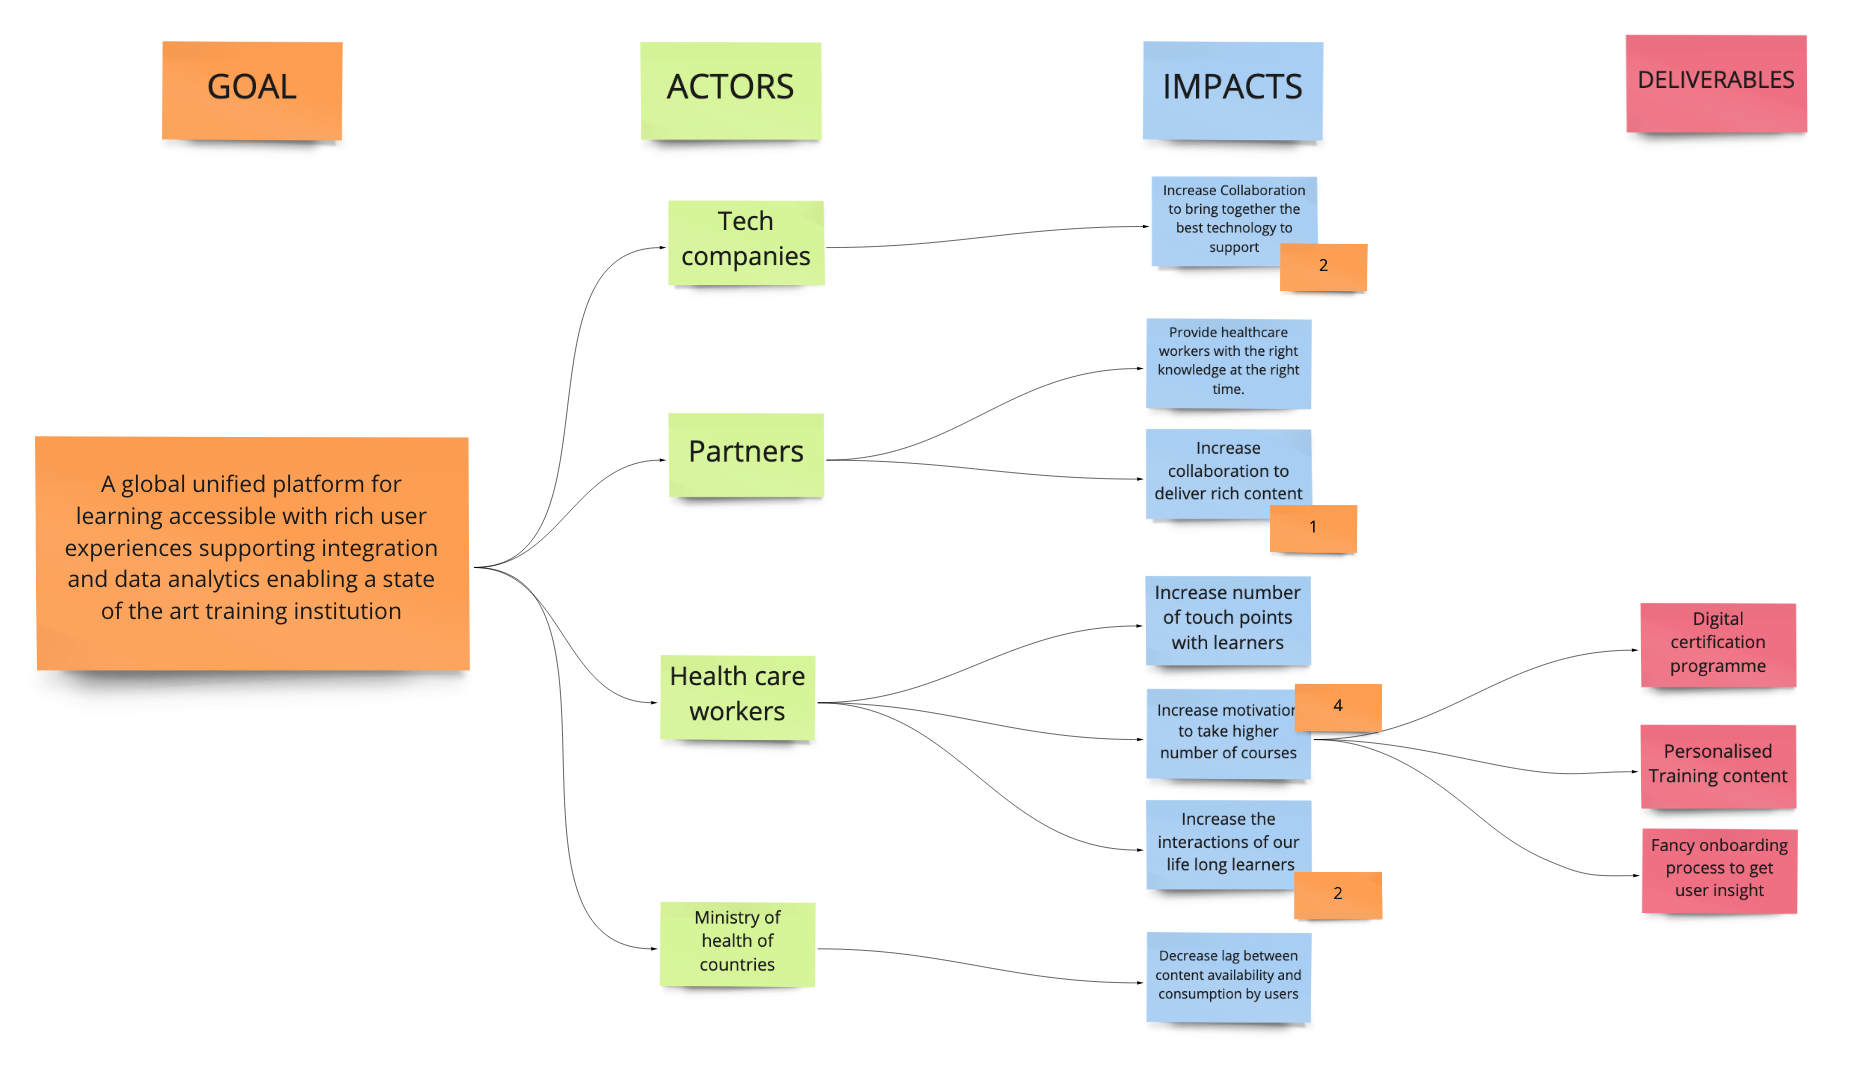 GOAL
ACTORS
IMPACTS
DELIVERABLES
A global unified platform for
learning accessible with rich user
experiences supporting integration
and data analytics enabling a state
of the art training institution
Tech
companies
Partners
Health care
workers
Ministry of
health of
countries
Increase Collaboration
to bring together the
best technology to
support
2
Provide healthcare
workers with the right
knowledge at the right
time.
Increase
collaboration to
deliver rich content
1
Increase number
of touch points
with learners
Increase motivation
to take higher
number of courses
4
Increase the
interactions of our
life long learners
2
Decrease lag between
content availability and
consumption by users
Digital
certification
programme
Personalised
Training content
Fancy onboarding
process to get
user insight